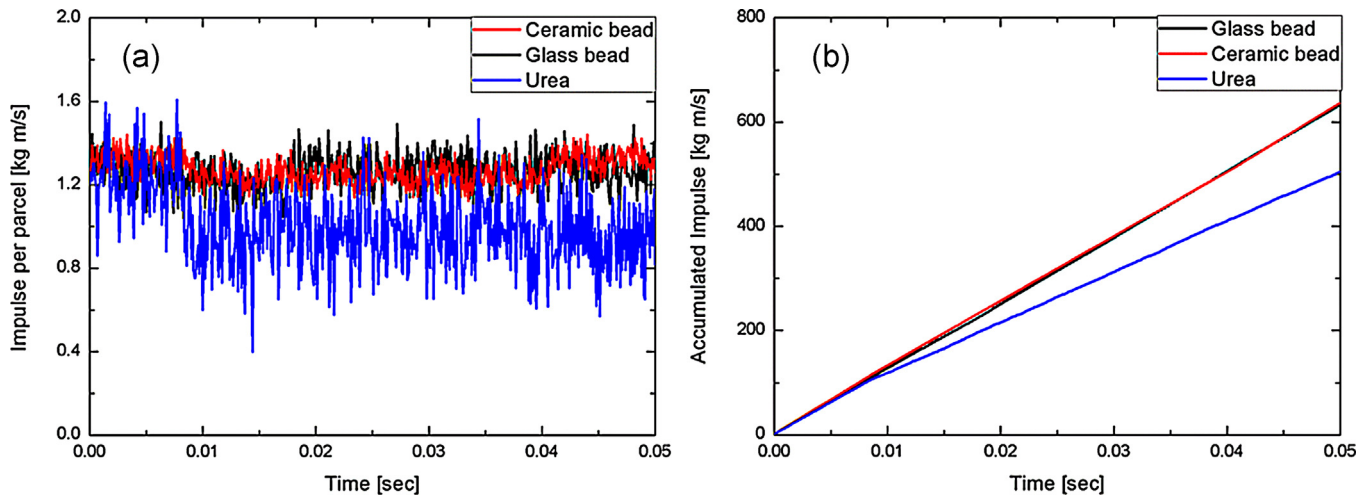 (a)
Ceramic bead
Glass bead
Urea
Impulse per parcel [kg m/s]
2.0
1.6
1.2
0.8
0.4
0.0
0.00 0.01 0.02 0.03 0.04 0.05
Time [sec]
(b)
Glass bead
Ceramic bead
Urea
Accumulated Impulse [kg m/s]
800
600
400
200
0
0.00 0.01 0.02 0.03 0.04 0.05
Time [sec]